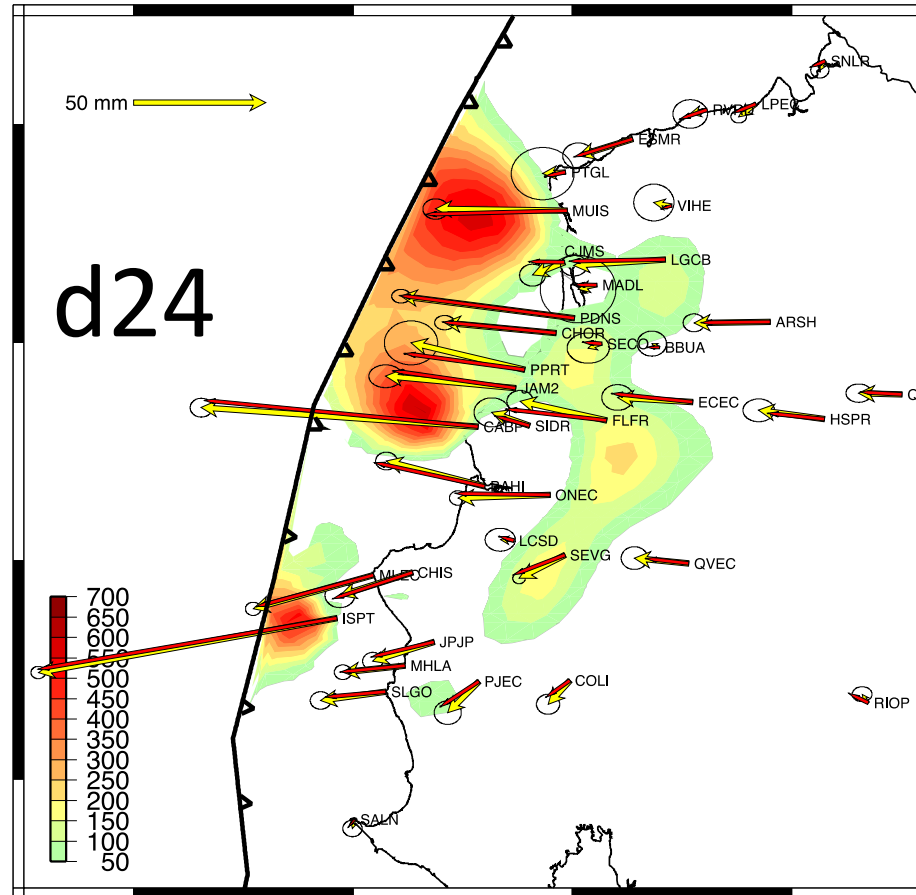 SNLR
50 mm
LPEC
ESMR
PTGL
VIHE
MUIS
CJMS
LGCB
d24
MADL
PDNS
ARSH
CHOR
SECO
BBUA
PPRT
JAM2
ECEC
Q
HSPR
CABP
SIDR
FLFR
ONEC
LCSD
SEVG
QVEC
CHIS
700
650
600
550
500
450
400
350
300
250
200
150
100
50
ISPT
JPJP
MHLA
SLGO
PJEC
COLI
RIOP
SALN